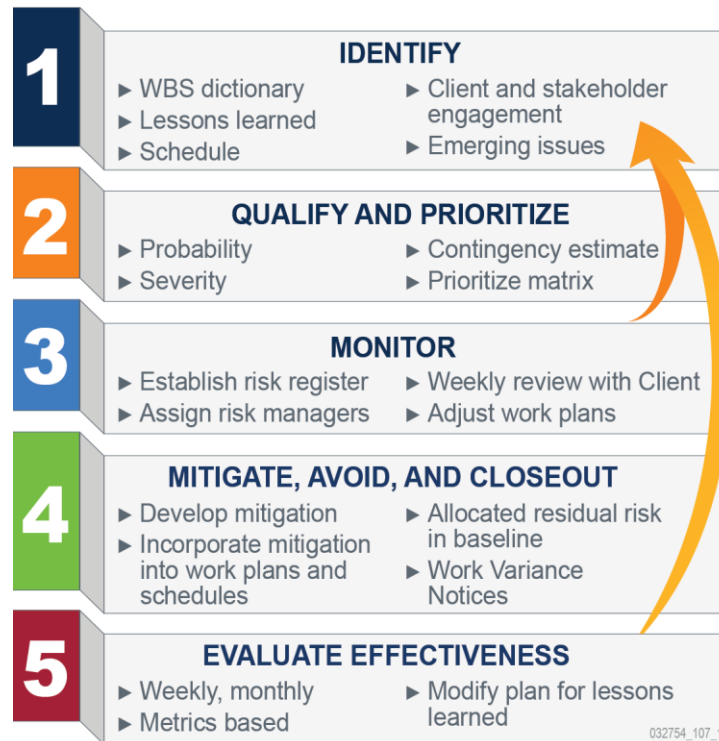 1
IDENTIFY
► WBS dictionary
► Lessons learned
► Schedule
► Client and stakeholder
engagement
► Emerging issues
2
QUALIFY AND PRIORITIZE
► Probability
► Severity
► Contingency estimate
► Prioritize matrix
3
MONITOR
► Establish risk register
► Assign risk managers
► Weekly review with Client
► Adjust work plans
4
MITIGATE, AVOID, AND CLOSEOUT
► Develop mitigation
► Incorporate mitigation
into work plans and
schedules
► Allocated residual risk
in baseline
► Work Variance
Notices
5
EVALUATE EFFECTIVENESS
► Weekly, monthly
► Metrics based
► Modify plan for lessons
learned
032754_107_